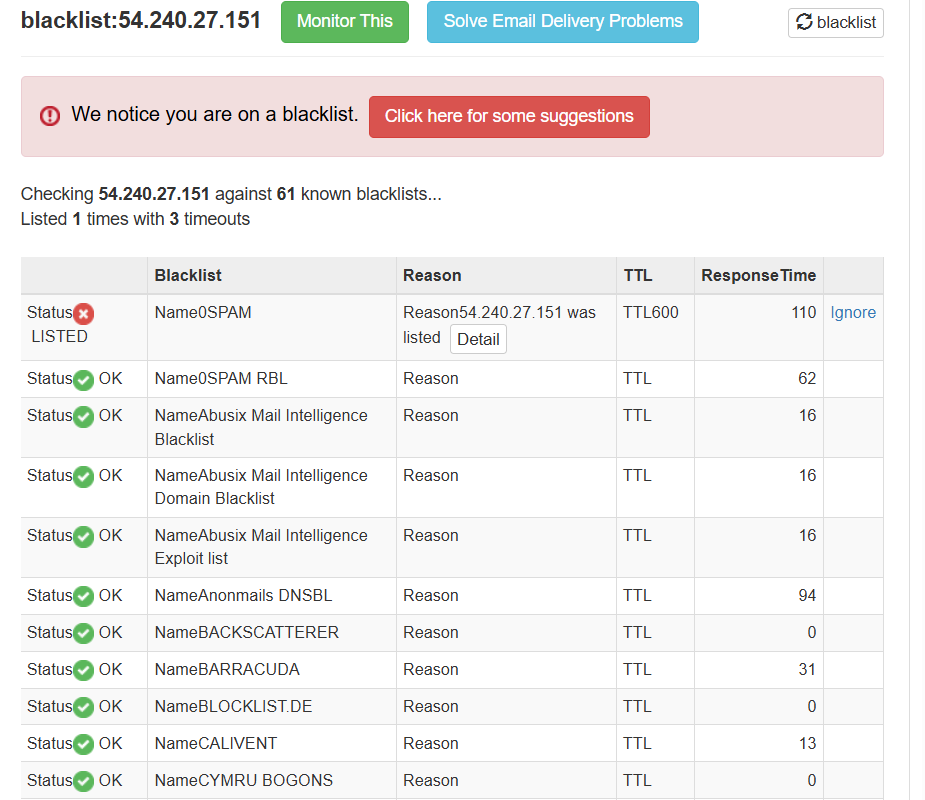 blacklist:54.240.27.151 Monitor This Solve Email Delivery Problems blacklist
We notice you are on a blacklist. Click here for some suggestions
Checking 54.240.27.151 against 61 known blacklists...
Listed 1 times with 3 timeouts
Blacklist Reason TTL ResponseTime
Status LISTED Name0SPAM Reason54.240.27.151 was listed Detail TTL600 110 Ignore
Status OK Name0SPAM RBL Reason TTL 62
Status OK NameAbusix Mail Intelligence Blacklist Reason TTL 16
Status OK NameAbusix Mail Intelligence Domain Blacklist Reason TTL 16
Status OK NameAbusix Mail Intelligence Exploit list Reason TTL 16
Status OK NameAnonmails DNSBL Reason TTL 94
Status OK NameBACKSCATTERER Reason TTL 0
Status OK NameBARRACUDA Reason TTL 31
Status OK NameBLOCKLIST.DE Reason TTL 0
Status OK NameCALIVENT Reason TTL 13
Status OK NameCYMRU BOGONS Reason TTL 0